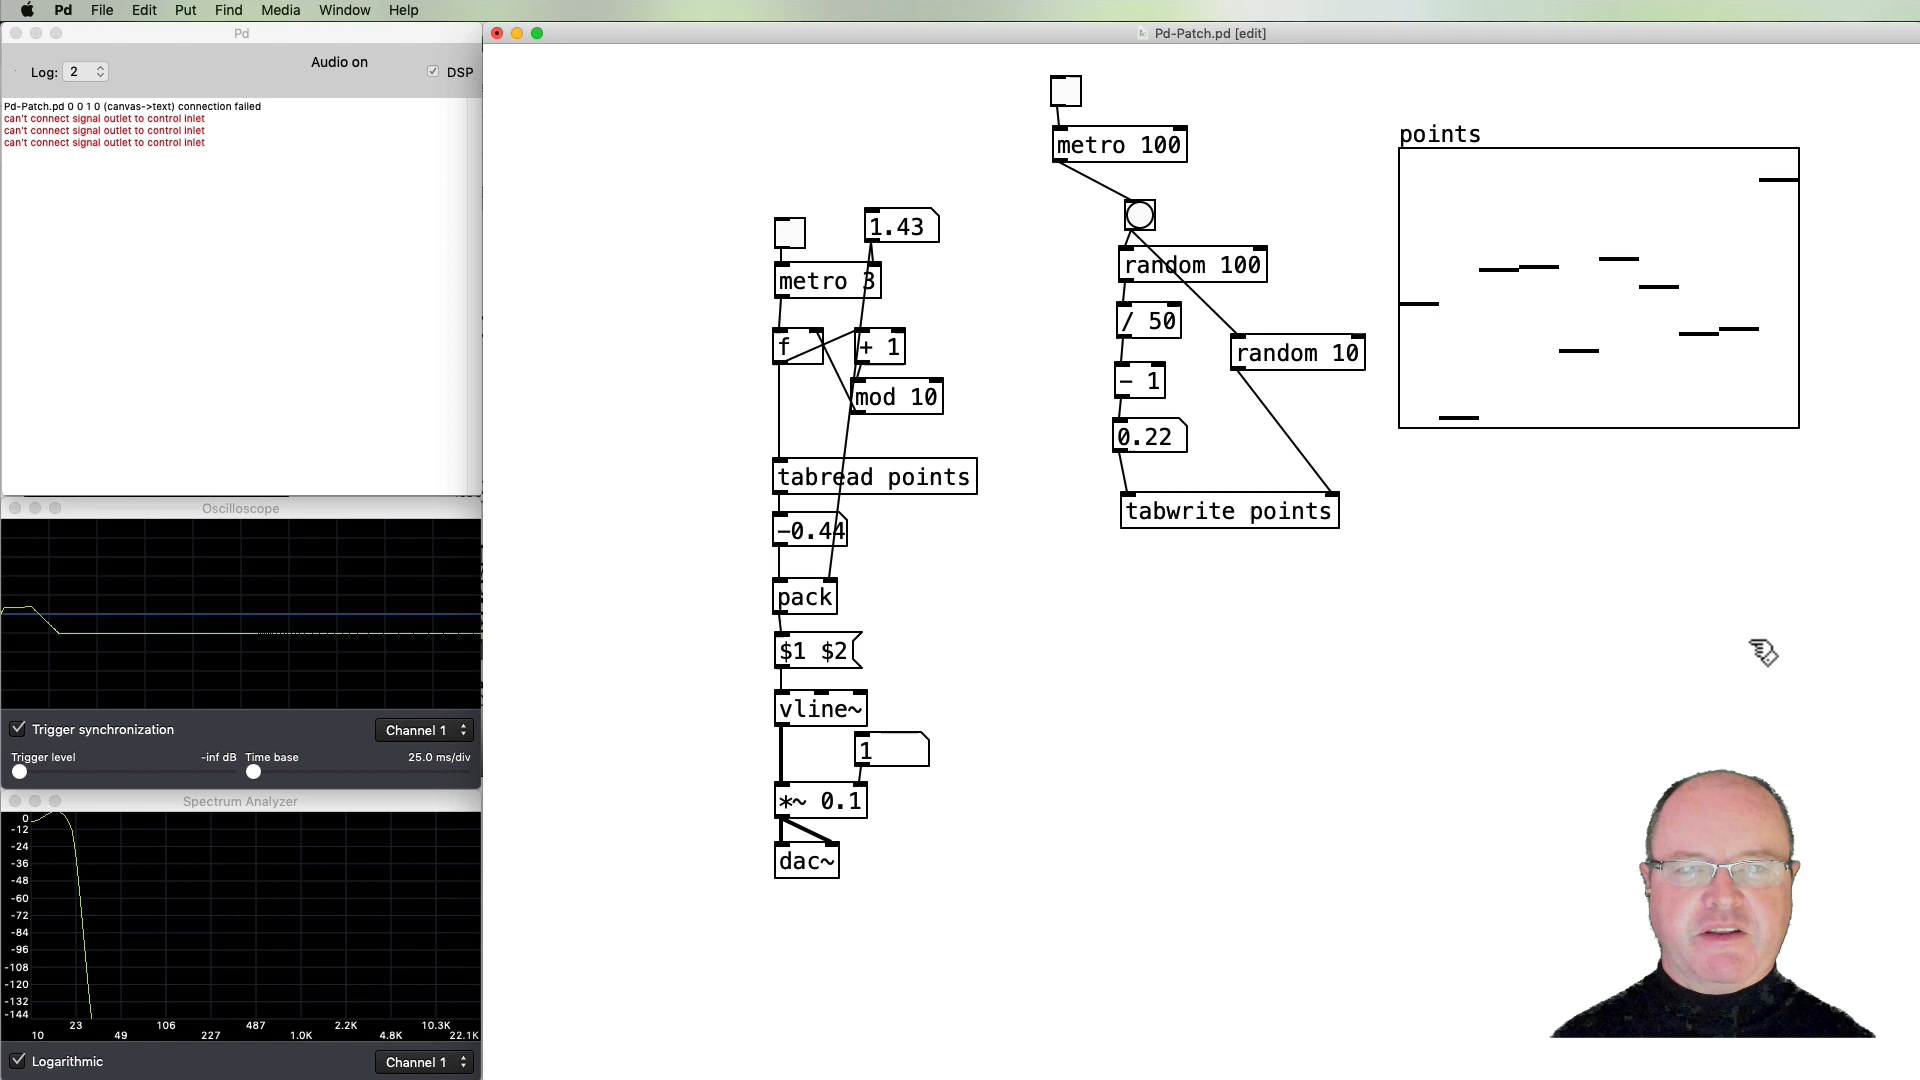 Pd File Edit Put Find Media Window Help
Pd
Pd-Patch.pd [edit]
Audio on
Log: 2
DSP
Pd-Patch.pd 0 0 1 0 (canvas->text) connection failed
can't connect signal outlet to control inlet
can't connect signal outlet to control inlet
can't connect signal outlet to control inlet
Oscilloscope
Trigger synchronization
Channel 1
Trigger level
-inf dB
Time base
25.0 ms/div
Spectrum Analyzer
0
-12
-24
-36
-48
-60
-72
-84
-96
-108
-120
-132
-144
23 106 487 2.2K 10.3K
10 49 227 1.0K 4.8K 22.1K
Logarithmic
Channel 1
1.43
metro 3
f
+ 1
mod 10
tabread points
-0.44
pack
$1 $2
vline~
1
*~ 0.1
dac~
metro 100
random 100
/ 50
- 1
0.22
random 10
tabwrite points
points